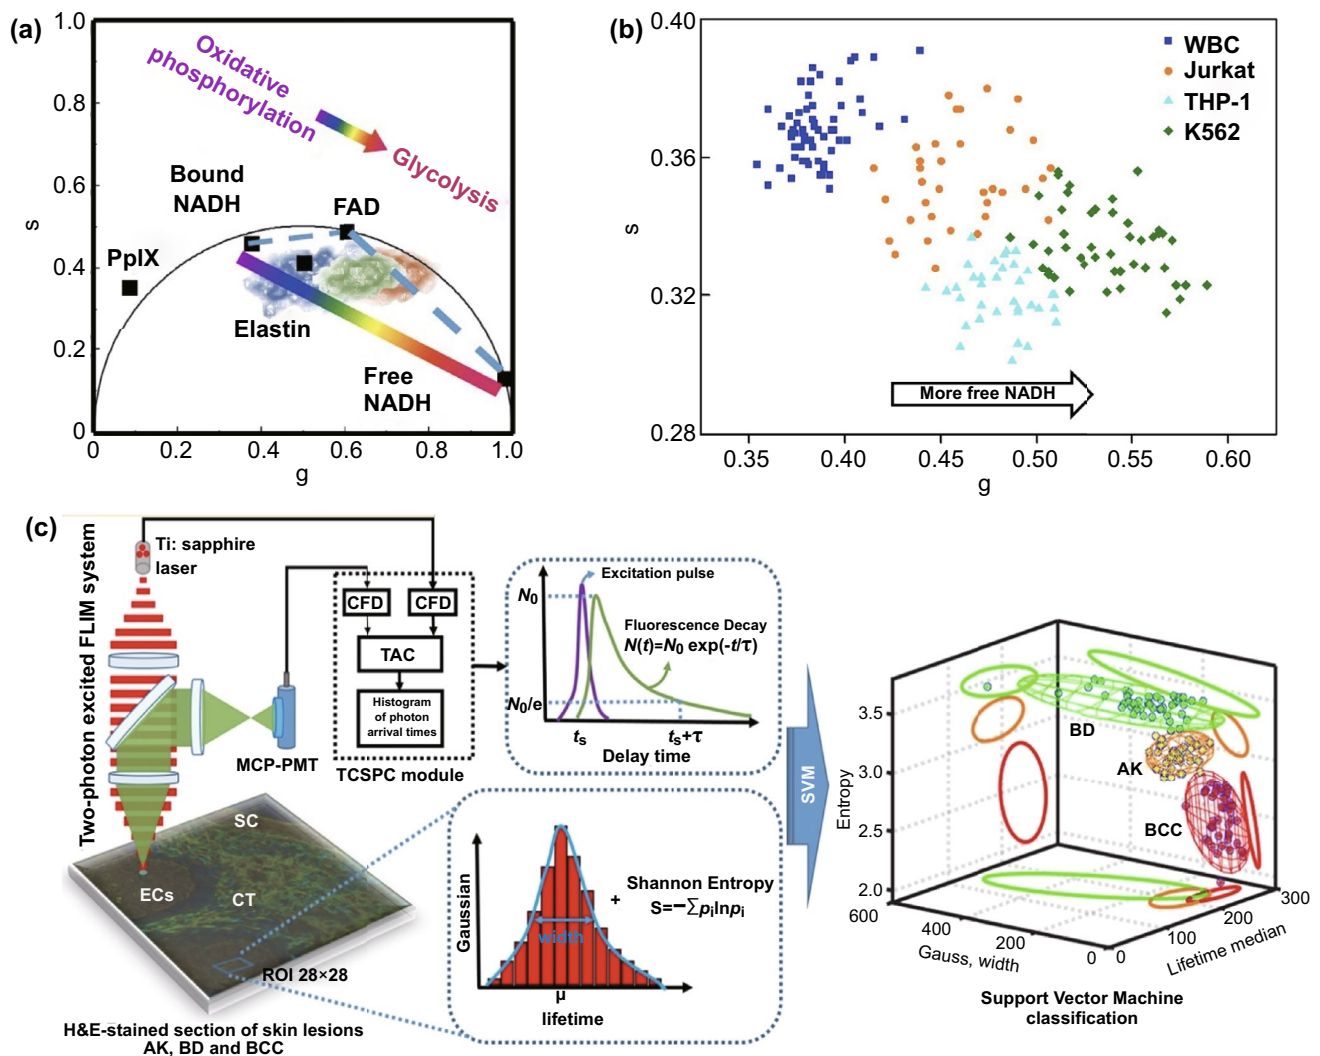 (a)
1.0
0.8
0.6
0.4
0.2
0
s
0
0.2
0.4
0.6
0.8
1.0
g
Oxidative
phosphorylation
Glycolysis
Bound
NADH
FAD
PpIX
Elastin
Free
NADH
(b)
0.40
0.36
0.32
0.28
s
0.35
0.40
0.45
0.50
0.55
0.60
g
WBC
Jurkat
THP-1
K562
More free NADH
(c)
Two-photon excited FLIM system
Ti: sapphire
laser
MCP-PMT
CFD
CFD
TAC
Histogram
of photon
arrival times
TCSPC module
SC
ECs
CT
ROI 28×28
H&E-stained section of skin lesions
AK, BD and BCC
N0
N0/e
Excitation pulse
Fluorescence Decay
N(t)=N0 exp(-t/τ)
ts
ts+τ
Delay time
Gaussian
width
μ
lifetime
+
Shannon Entropy
S=−∑pilnpi
SVM
Entropy
3.5
3.0
2.5
2.0
600
400
200
0
Gauss, width
0
100
200
300
Lifetime median
BD
AK
BCC
Support Vector Machine
classification